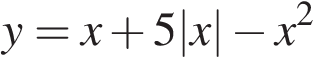 y = x + 5|x| − x²